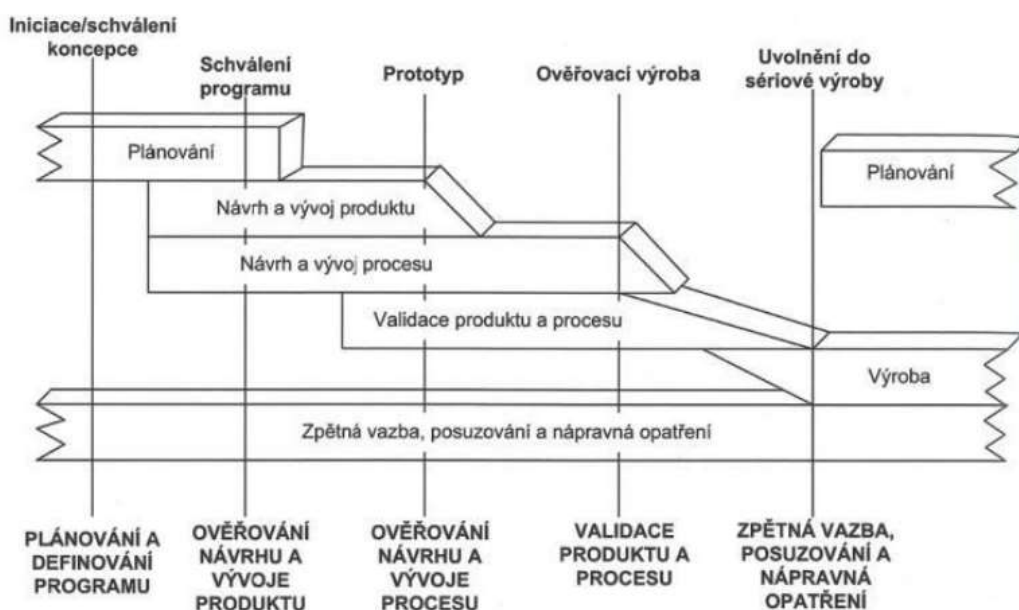 Iniciace/schválení
koncepce
Schválení
programu
Prototyp
Ověřovací výroba
Uvolnění do
sériové výroby
Plánování
Plánování
Návrh a vývoj produktu
Návrh a vývoj procesu
Validace produktu a procesu
Výroba
Zpětná vazba, posuzování a nápravná opatření
PLÁNOVÁNÍ A
DEFINOVÁNÍ
PROGRAMU
OVĚŘOVÁNÍ
NÁVRHU A
VÝVOJE
PRODUKTU
OVĚŘOVÁNÍ
NÁVRHU A
VÝVOJE
PROCESU
VALIDACE
PRODUKTU A
PROCESU
ZPĚTNÁ VAZBA,
POSUZOVÁNÍ A
NÁPRAVNÁ
OPATŘENÍ